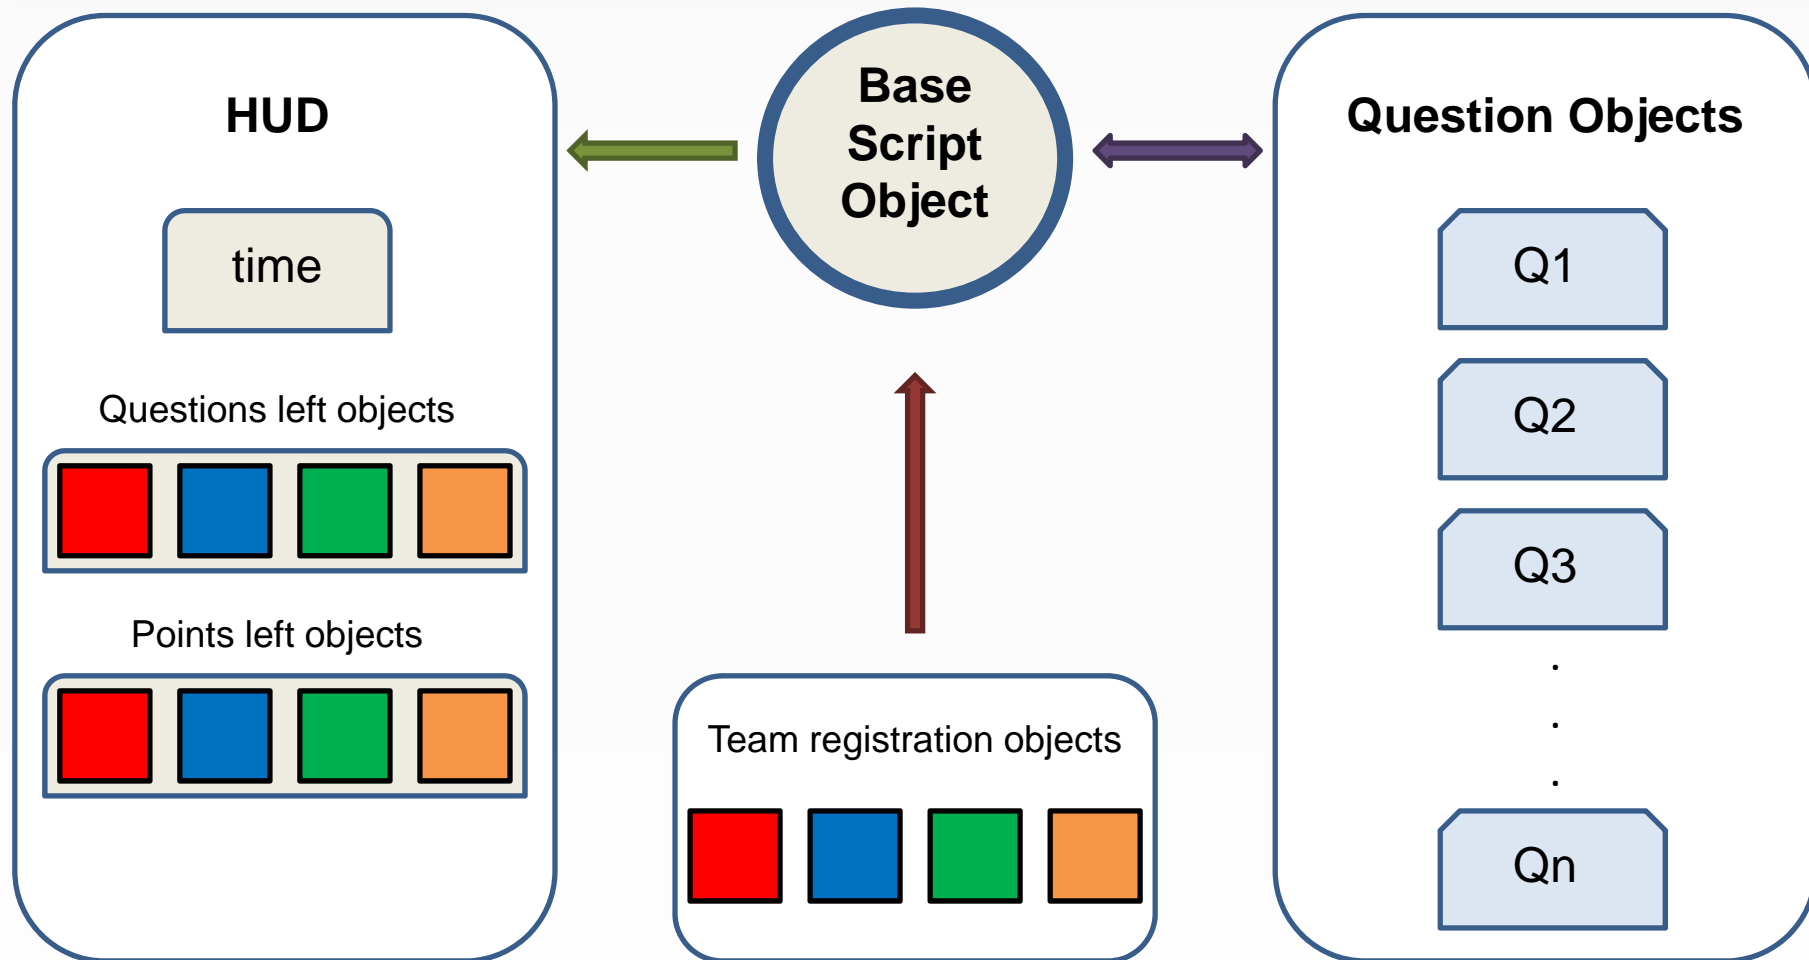 HUD
time
Questions left objects
Points left objects
Base
Script
Object
Team registration objects
Question Objects
Q1
Q2
Q3
.
.
.
Qn